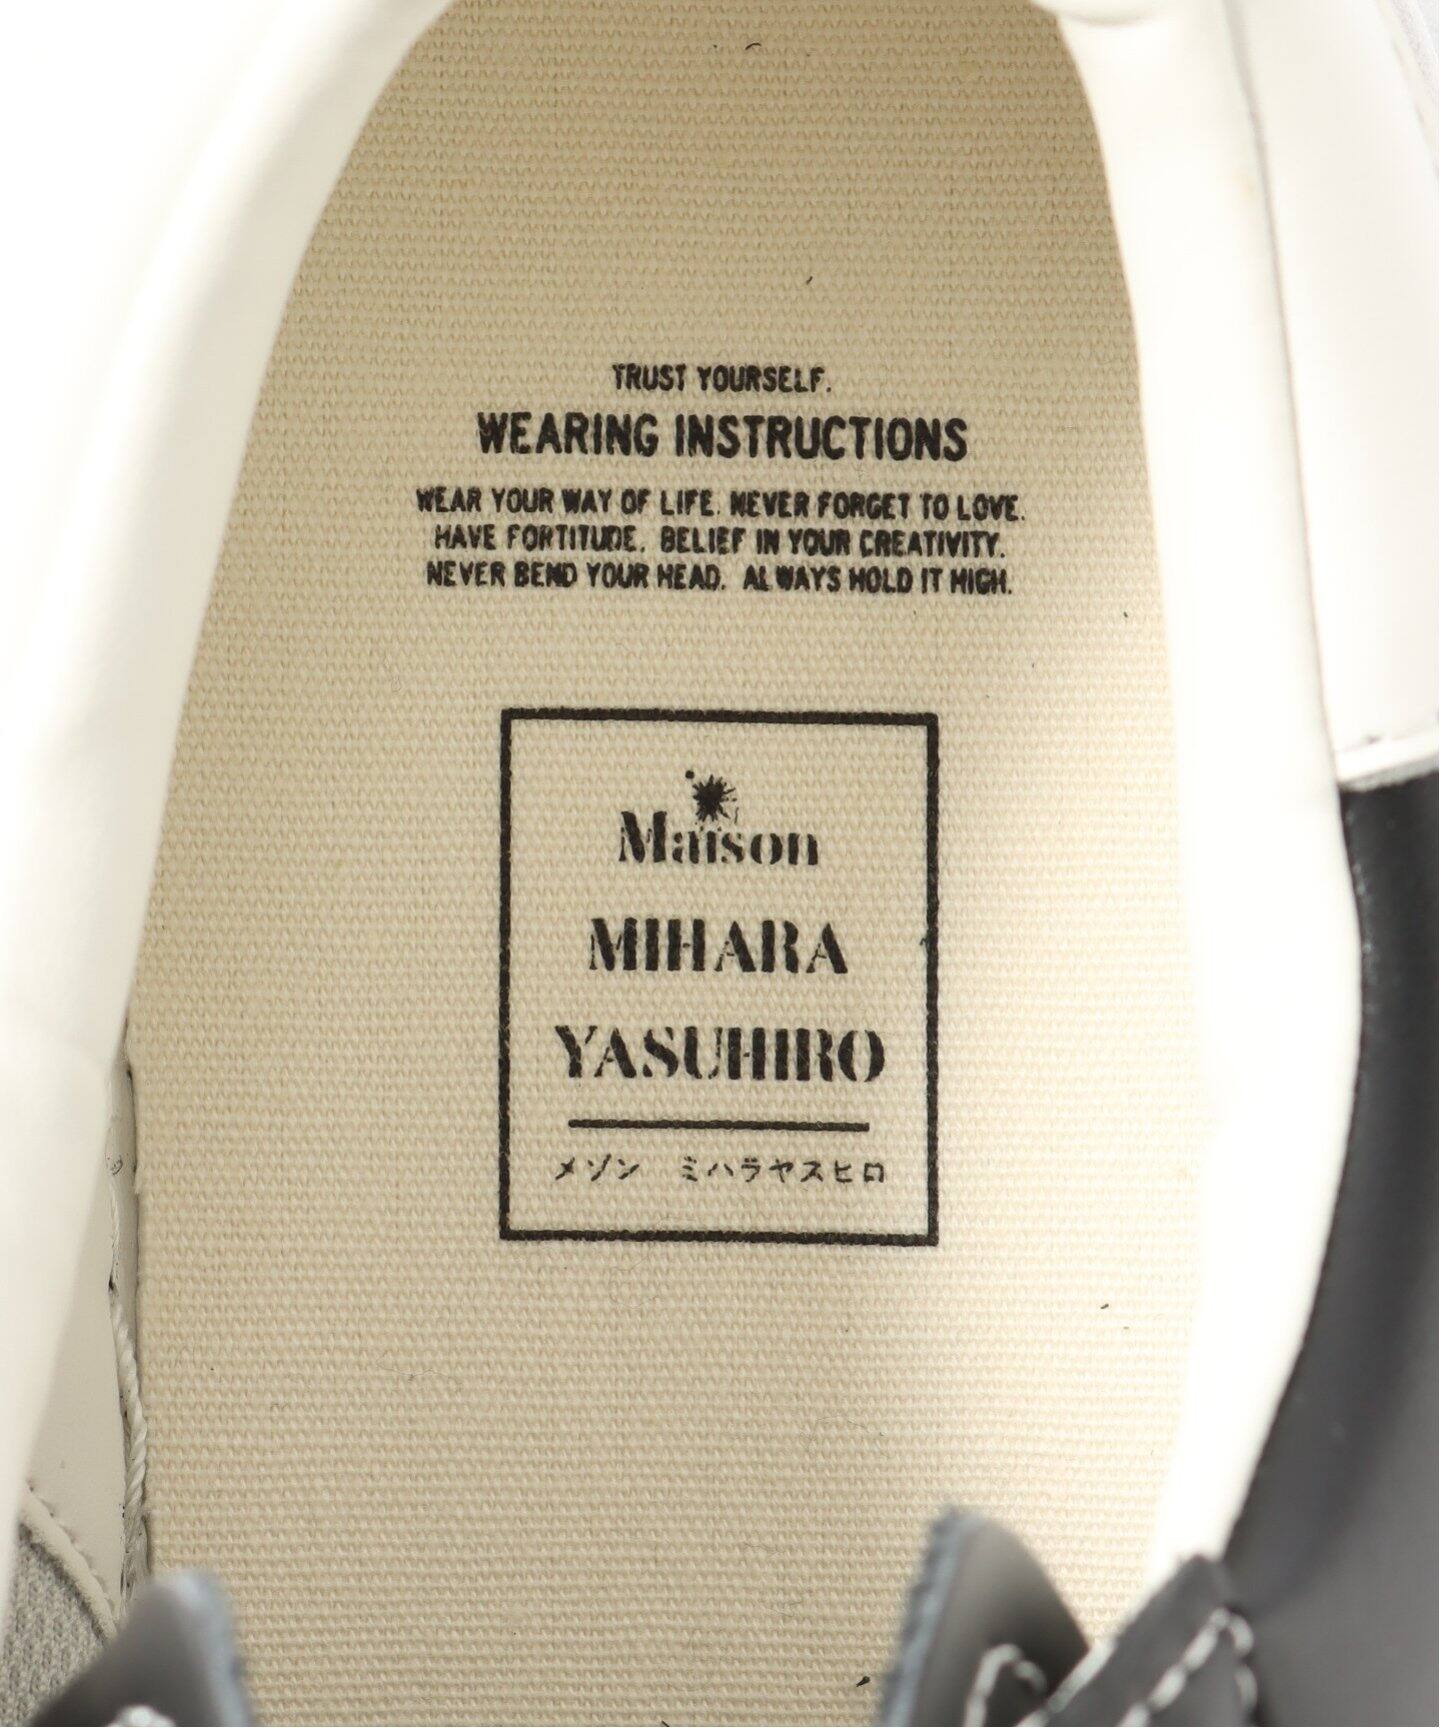 TRUST YOURSELF.
WEARING INSTRUCTIONS
WEAR YOUR WAY OF LIFE. NEVER FORGET TO LOVE.
HAVE FORTITUDE. BELIEF IN YOUR CREATIVITY.
NEVER BEND YOUR HEAD. ALWAYS HOLD IT HIGH.
Maison
MIHARA
YASUHIRO
メゾン ミハラヤスヒロ